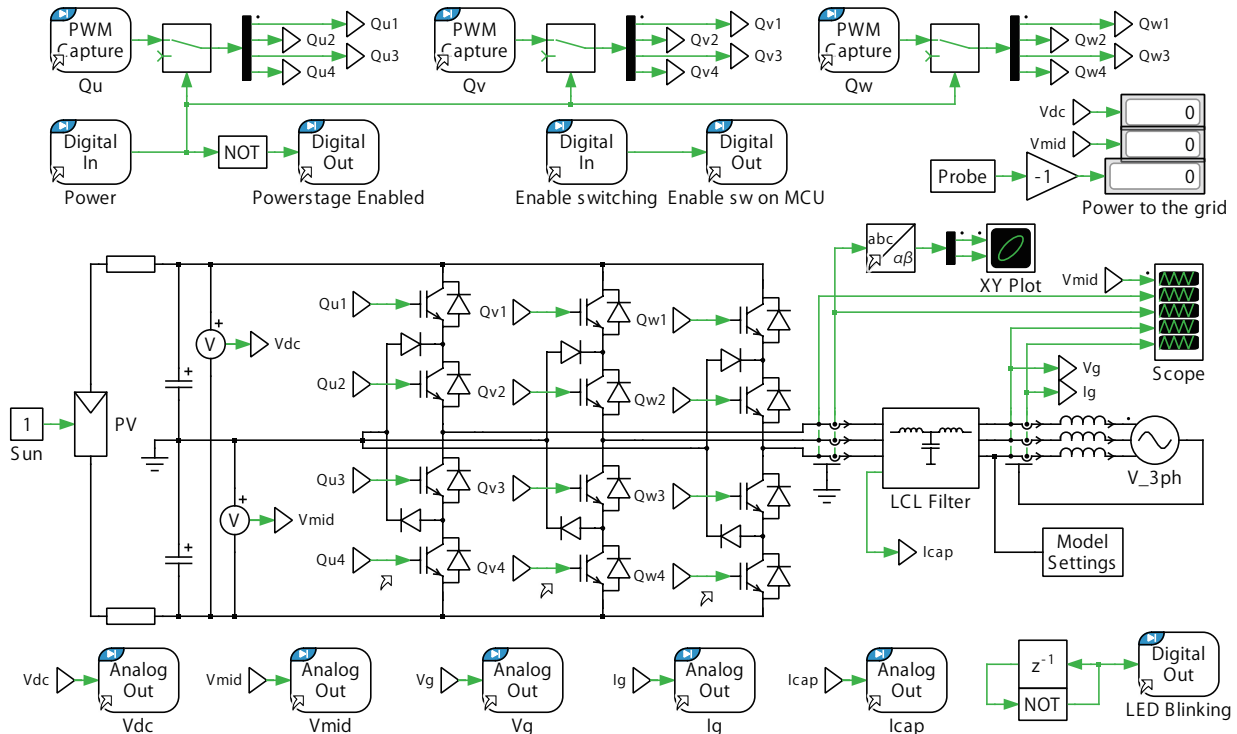 PWM Capture
Qu
Qu1
Qu2
Qu3
Qu4
PWM Capture
Qv
Qv1
Qv2
Qv3
Qv4
PWM Capture
Qw
Qw1
Qw2
Qw3
Qw4
Digital In
Power
NOT
Digital Out
Powerstage Enabled
Digital In
Enable switching
Digital Out
Enable sw on MCU
Vdc
0
Vmid
0
Probe
-1
0
Power to the grid
abc
αβ
XY Plot
Vmid
Scope
Vg
Ig
Qu1
Qv1
Qw1
V
Vdc
Qu2
Qv2
Qw2
1
Sun
PV
LCL Filter
V_3ph
Qu3
Qv3
Qw3
V
Vmid
Qu4
Qv4
Qw4
Icap
Model Settings
Vdc
Analog Out
Vdc
Vmid
Analog Out
Vmid
Vg
Analog Out
Vg
Ig
Analog Out
Ig
Icap
Analog Out
Icap
z-1
NOT
Digital Out
LED Blinking